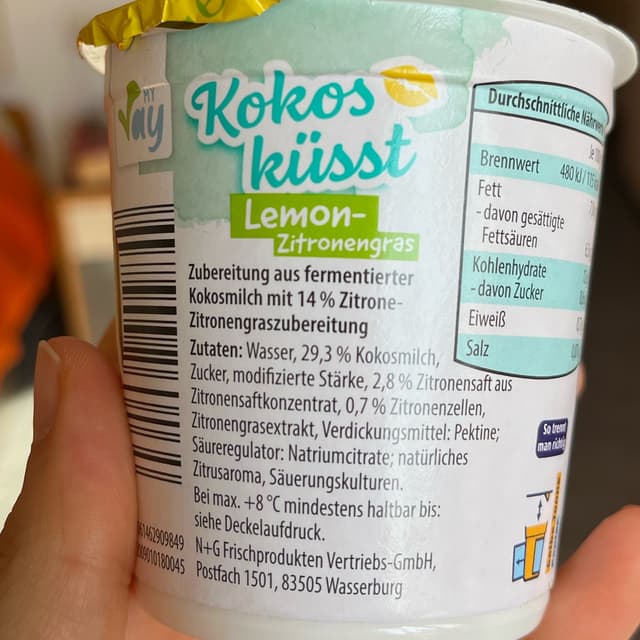 MY
Vay
Kokos
küsst
Lemon-
Zitronengras
Zubereitung aus fermentierter
Kokosmilch mit 14 % Zitrone-
Zitronengraszubereitung
Zutaten: Wasser, 29,3 % Kokosmilch,
Zucker, modifizierte Stärke, 2,8 % Zitronensaft aus
Zitronensaftkonzentrat, 0,7 % Zitronenzellen,
Zitronengrasextrakt, Verdickungsmittel: Pektine;
Säureregulator: Natriumcitrate; natürliches
Zitrusaroma, Säuerungskulturen.
Bei max. +8 °C mindestens haltbar bis:
siehe Deckelaufdruck.
N+G Frischprodukten Vertriebs-GmbH,
Postfach 1501, 83505 Wasserburg
Durchschnittliche
Je
Brennwert 480 kJ /
Fett
- davon gesättigte
Fettsäuren
Kohlenhydrate
- davon Zucker
Eiweiß
Salz
So trennt
man richtig